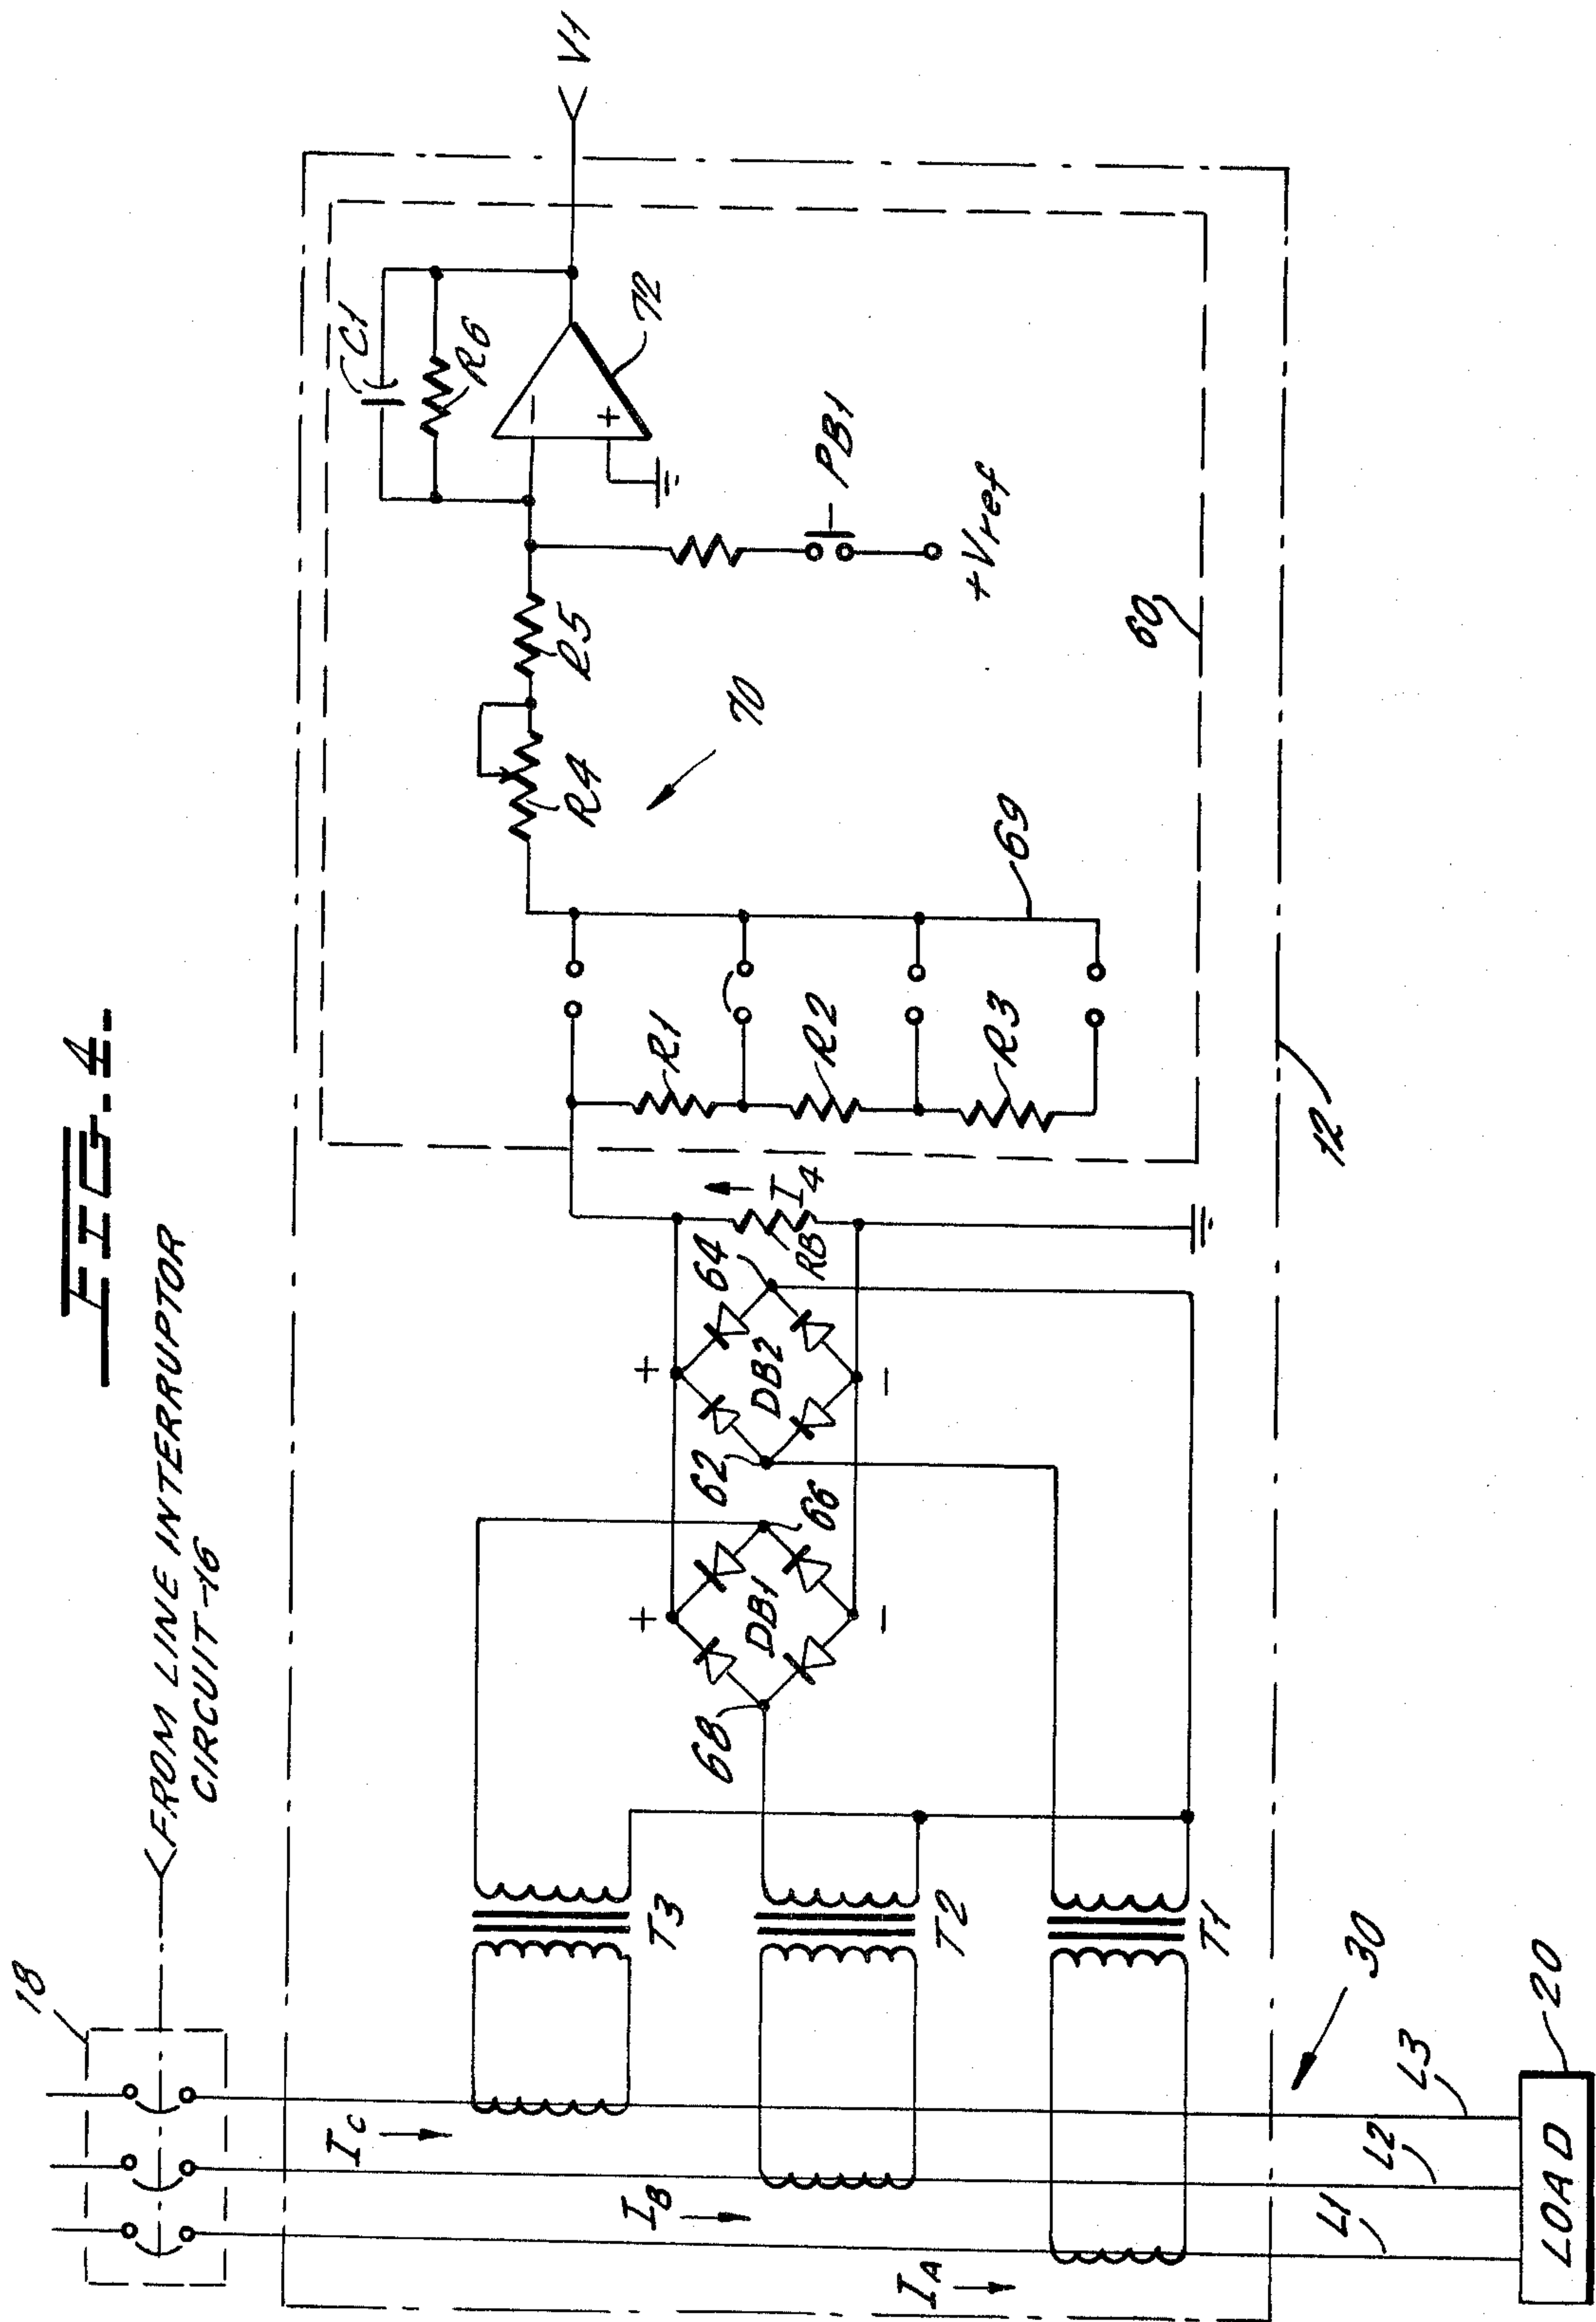 FIG. 4.
FROM LINE INTERRUPTOR
CIRCUIT-16
18
IC
IB
IA
T3
T2
T1
68
66
62
64
DB1
DB2
+
+
−
−
RB
I4
R1
R2
R3
69
70
R4
R5
C1
R6
−
+
72
PB1
+Vref
60
12
V1
30
L1
L2
L3
LOAD
20